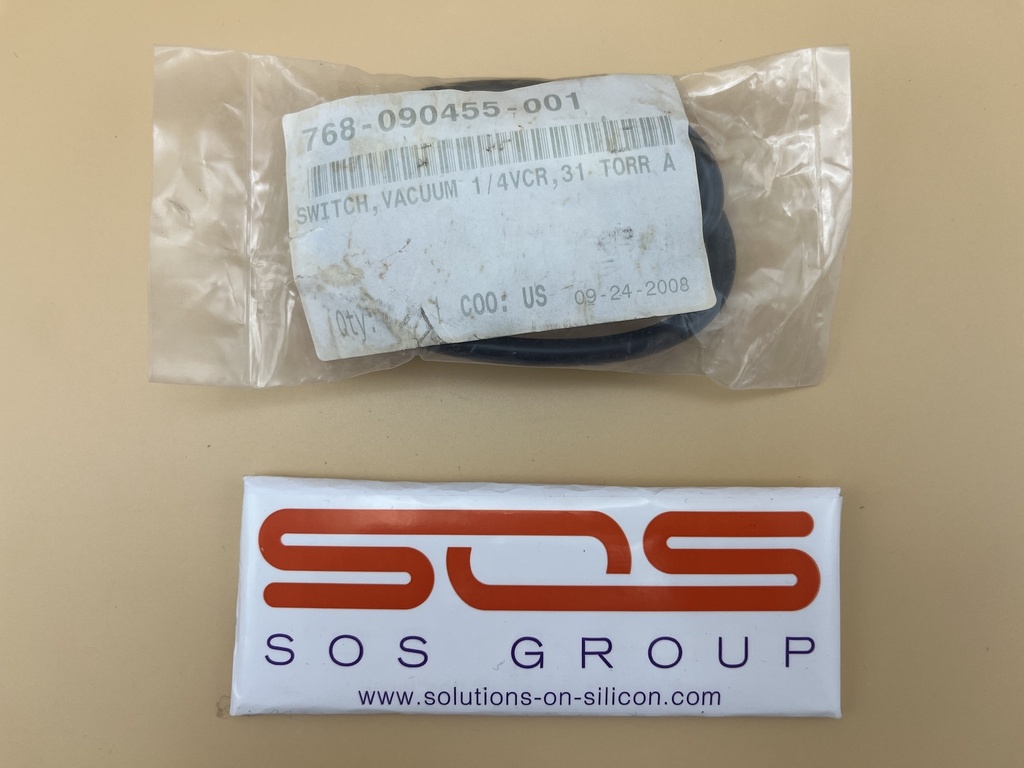 768-090455-001
SWITCH,VACUUM 1/4VCR,31 TORR A
Qty: COO: US 09-24-2008
SOS
SOS GROUP
www.solutions-on-silicon.com